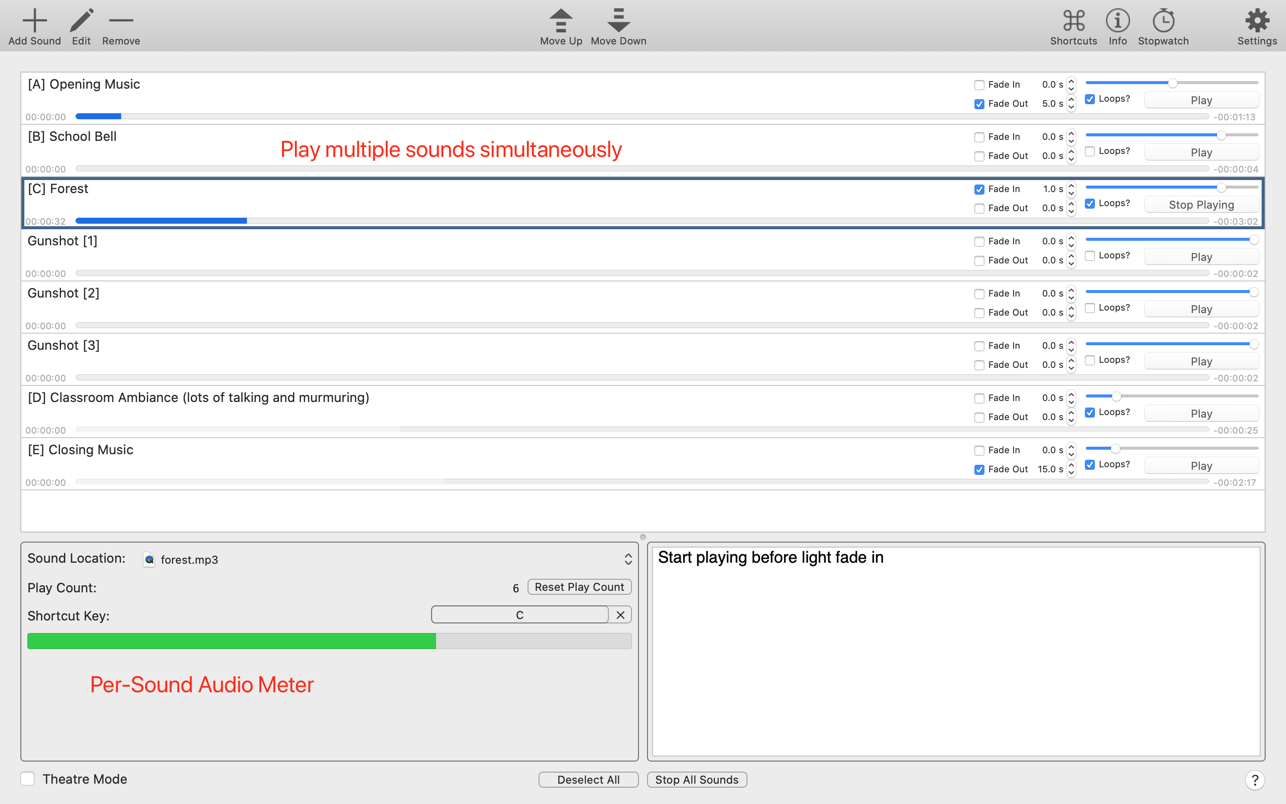 Add Sound Edit Remove Move Up Move Down Shortcuts Info Stopwatch Settings
[A] Opening Music Fade In 0.0 s
Fade Out 5.0 s Loops? Play
00:00:00 -00:01:13
[B] School Bell Fade In 0.0 s
Play multiple sounds simultaneously Fade Out 0.0 s Loops? Play
00:00:00 -00:00:04
[C] Forest Fade In 1.0 s
Fade Out 0.0 s Loops? Stop Playing
00:00:32 -00:03:02
Gunshot [1] Fade In 0.0 s
Fade Out 0.0 s Loops? Play
00:00:00 -00:00:02
Gunshot [2] Fade In 0.0 s
Fade Out 0.0 s Loops? Play
00:00:00 -00:00:02
Gunshot [3] Fade In 0.0 s
Fade Out 0.0 s Loops? Play
00:00:00 -00:00:02
[D] Classroom Ambiance (lots of talking and murmuring) Fade In 0.0 s
Fade Out 0.0 s Loops? Play
00:00:00 -00:00:25
[E] Closing Music Fade In 0.0 s
Fade Out 15.0 s Loops? Play
00:00:00 -00:02:17
Sound Location: forest.mp3
Play Count: 6 Reset Play Count
Shortcut Key: C
Per-Sound Audio Meter
Start playing before light fade in
Theatre Mode Deselect All Stop All Sounds ?